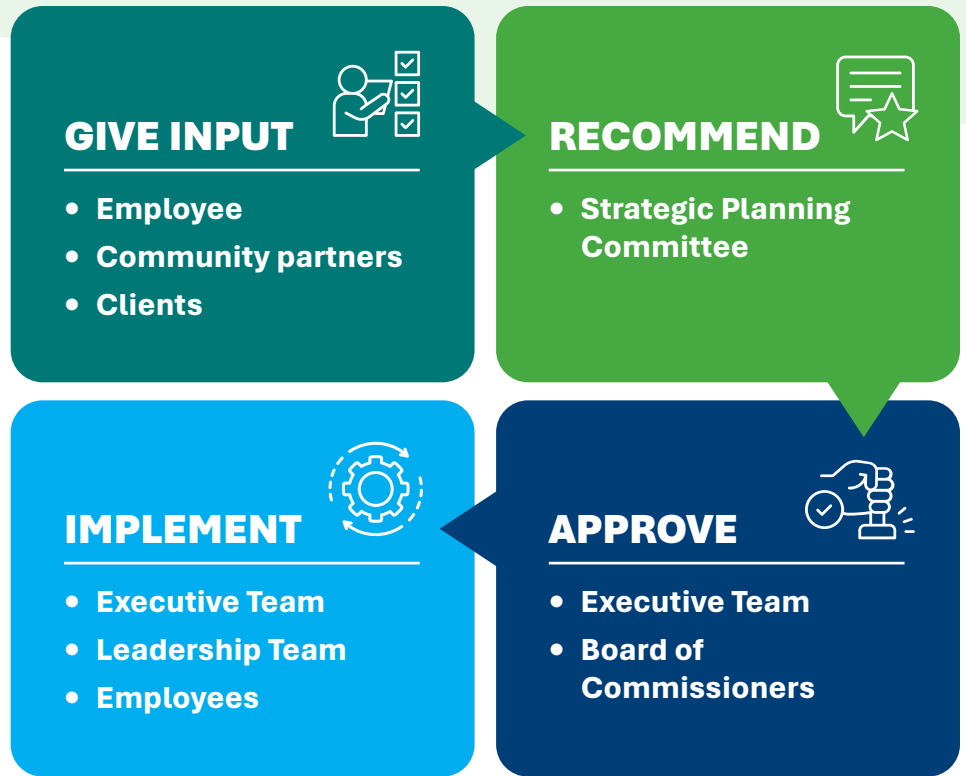 GIVE INPUT
• Employee
• Community partners
• Clients
RECOMMEND
• Strategic Planning
Committee
IMPLEMENT
• Executive Team
• Leadership Team
• Employees
APPROVE
• Executive Team
• Board of
Commissioners